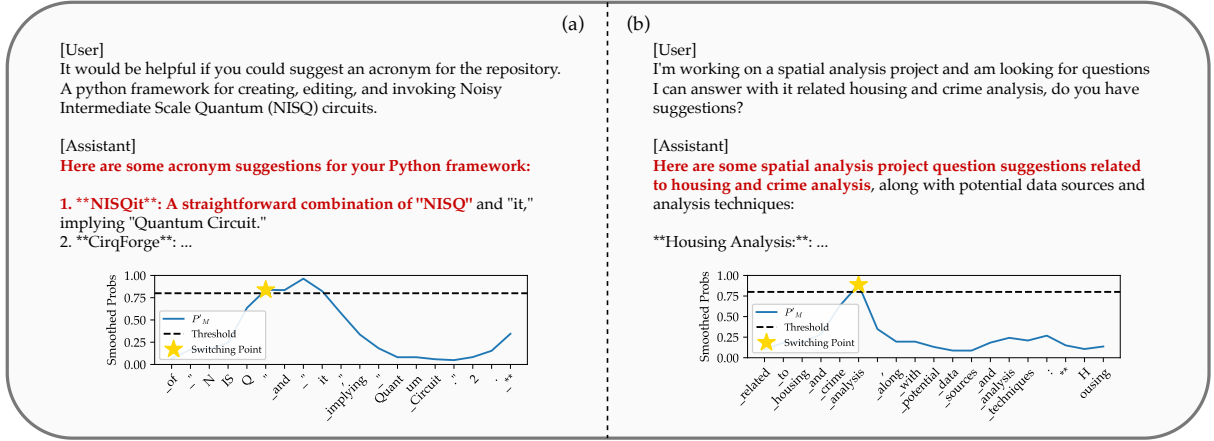 (a)
[User]
It would be helpful if you could suggest an acronym for the repository.
A python framework for creating, editing, and invoking Noisy
Intermediate Scale Quantum (NISQ) circuits.
[Assistant]
Here are some acronym suggestions for your Python framework:
1. **NISQit**: A straightforward combination of "NISQ" and "it,"
implying "Quantum Circuit."
2. **CirqForge**: ...
Smoothed Probs
1.00
0.75
0.50
0.25
0.00
P'_M
Threshold
Switching Point
_of
_"
N
IS
Q
"
_and
_"
it
","
_implying
_"
Quant
um
_Circuit
."
2
.
_**
(b)
[User]
I'm working on a spatial analysis project and am looking for questions
I can answer with it related housing and crime analysis, do you have
suggestions?
[Assistant]
Here are some spatial analysis project question suggestions related
to housing and crime analysis, along with potential data sources and
analysis techniques:
**Housing Analysis:**: ...
Smoothed Probs
1.00
0.75
0.50
0.25
0.00
P'_M
Threshold
Switching Point
_related
_to
_housing
_and
_crime
_analysis
,
_along
_with
_potential
_data
_sources
_and
_analysis
_techniques
:
**
H
ousing